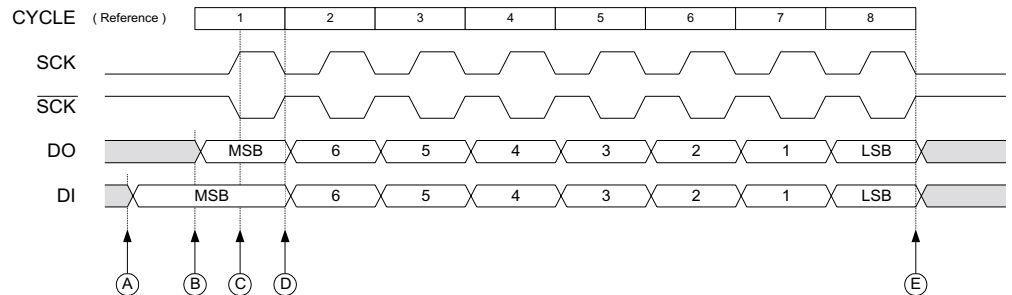 CYCLE ( Reference ) 1 2 3 4 5 6 7 8
SCK
SCK
DO MSB 6 5 4 3 2 1 LSB
DI MSB 6 5 4 3 2 1 LSB
A B C D E